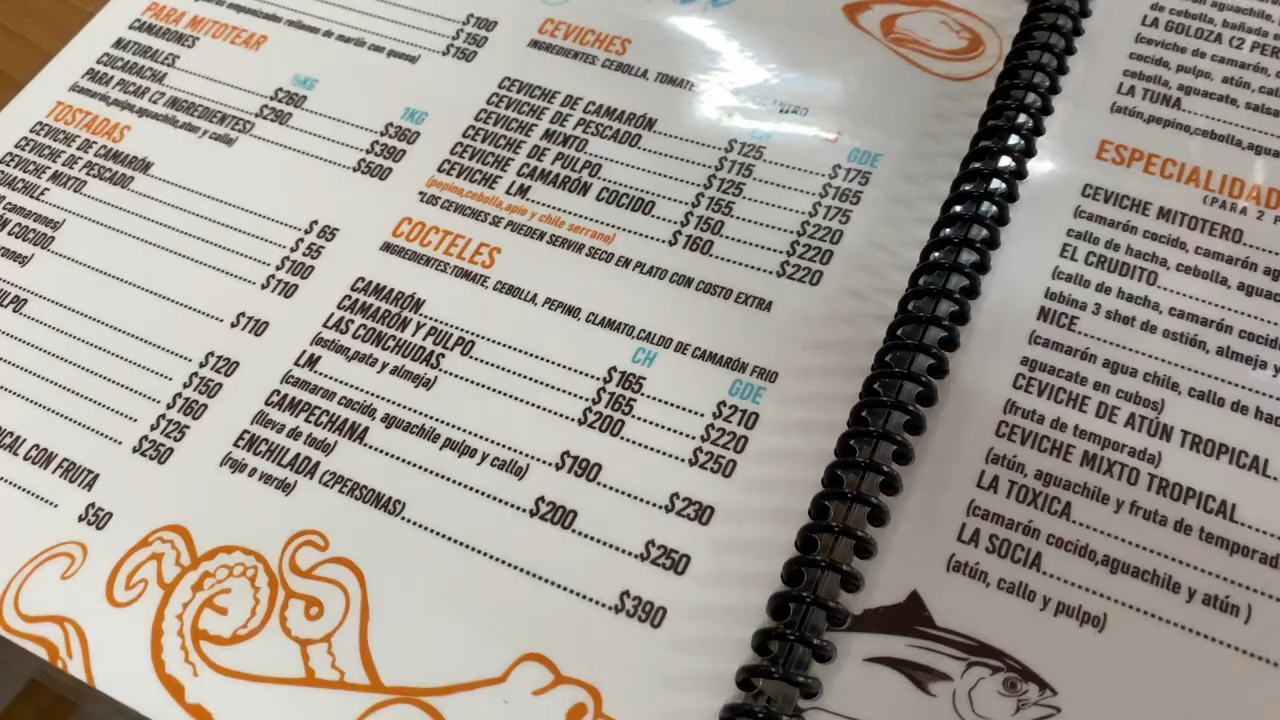 $100
$150
$150
PARA MITOTEAR
CAMARONES
½KG
1KG
NATURALES $260 $360
CUCARACHA $290 $390
PARA PICAR (2 INGREDIENTES) $500
(camarón,pulpo,aguachile,atun y callo)
TOSTADAS
CEVICHE DE CAMARÓN $ 65
CEVICHE DE PESCADO $ 55
CEVICHE MIXTO $100
$110
camarones)
COCIDO $110
$120
$150
$160
$125
$250
CON FRUTA
$50
CEVICHES
INGREDIENTES: CEBOLLA, TOMATE
GDE
CEVICHE DE CAMARÓN $125 $175
CEVICHE DE PESCADO $115 $165
CEVICHE MIXTO $125 $175
CEVICHE DE PULPO $155 $220
CEVICHE CAMARÓN COCIDO $150 $220
CEVICHE LM $160 $220
(pepino,cebolla,apio y chile serrano)
*LOS CEVICHES SE PUEDEN SERVIR SECO EN PLATO CON COSTO EXTRA
COCTELES
INGREDIENTES:TOMATE, CEBOLLA, PEPINO, CLAMATO,CALDO DE CAMARÓN FRIO
CH GDE
CAMARÓN $165 $210
CAMARÓN Y PULPO $165 $220
LAS CONCHUDAS $200 $250
(ostion,pata y almeja)
LM $190 $230
(camaron cocido, aguachile pulpo y callo)
CAMPECHANA $200 $250
(lleva de todo)
ENCHILADA (2PERSONAS) $390
(rojo o verde)
aguachile,
de cebolla, bañada
LA GOLOZA (2
(ceviche de camarón,
cocido, pulpo, atún,
cebolla, aguacate, salsa
LA TUNA
(atún,pepino,cebolla,
(PARA 2
CEVICHE MITOTERO
(camarón cocido, camarón
callo de hacha, cebolla,
EL CRUDITO
(callo de hacha, camarón
lobina 3 shot de ostión, almeja y
NICE
(camarón agua chile, callo de
aguacate en cubos)
CEVICHE DE ATÚN TROPICAL
(fruta de temporada)
CEVICHE MIXTO TROPICAL
(atún, aguachile y fruta de
LA TOXICA
(camarón cocido,aguachile y atún )
LA SOCIA
(atún, callo y pulpo)